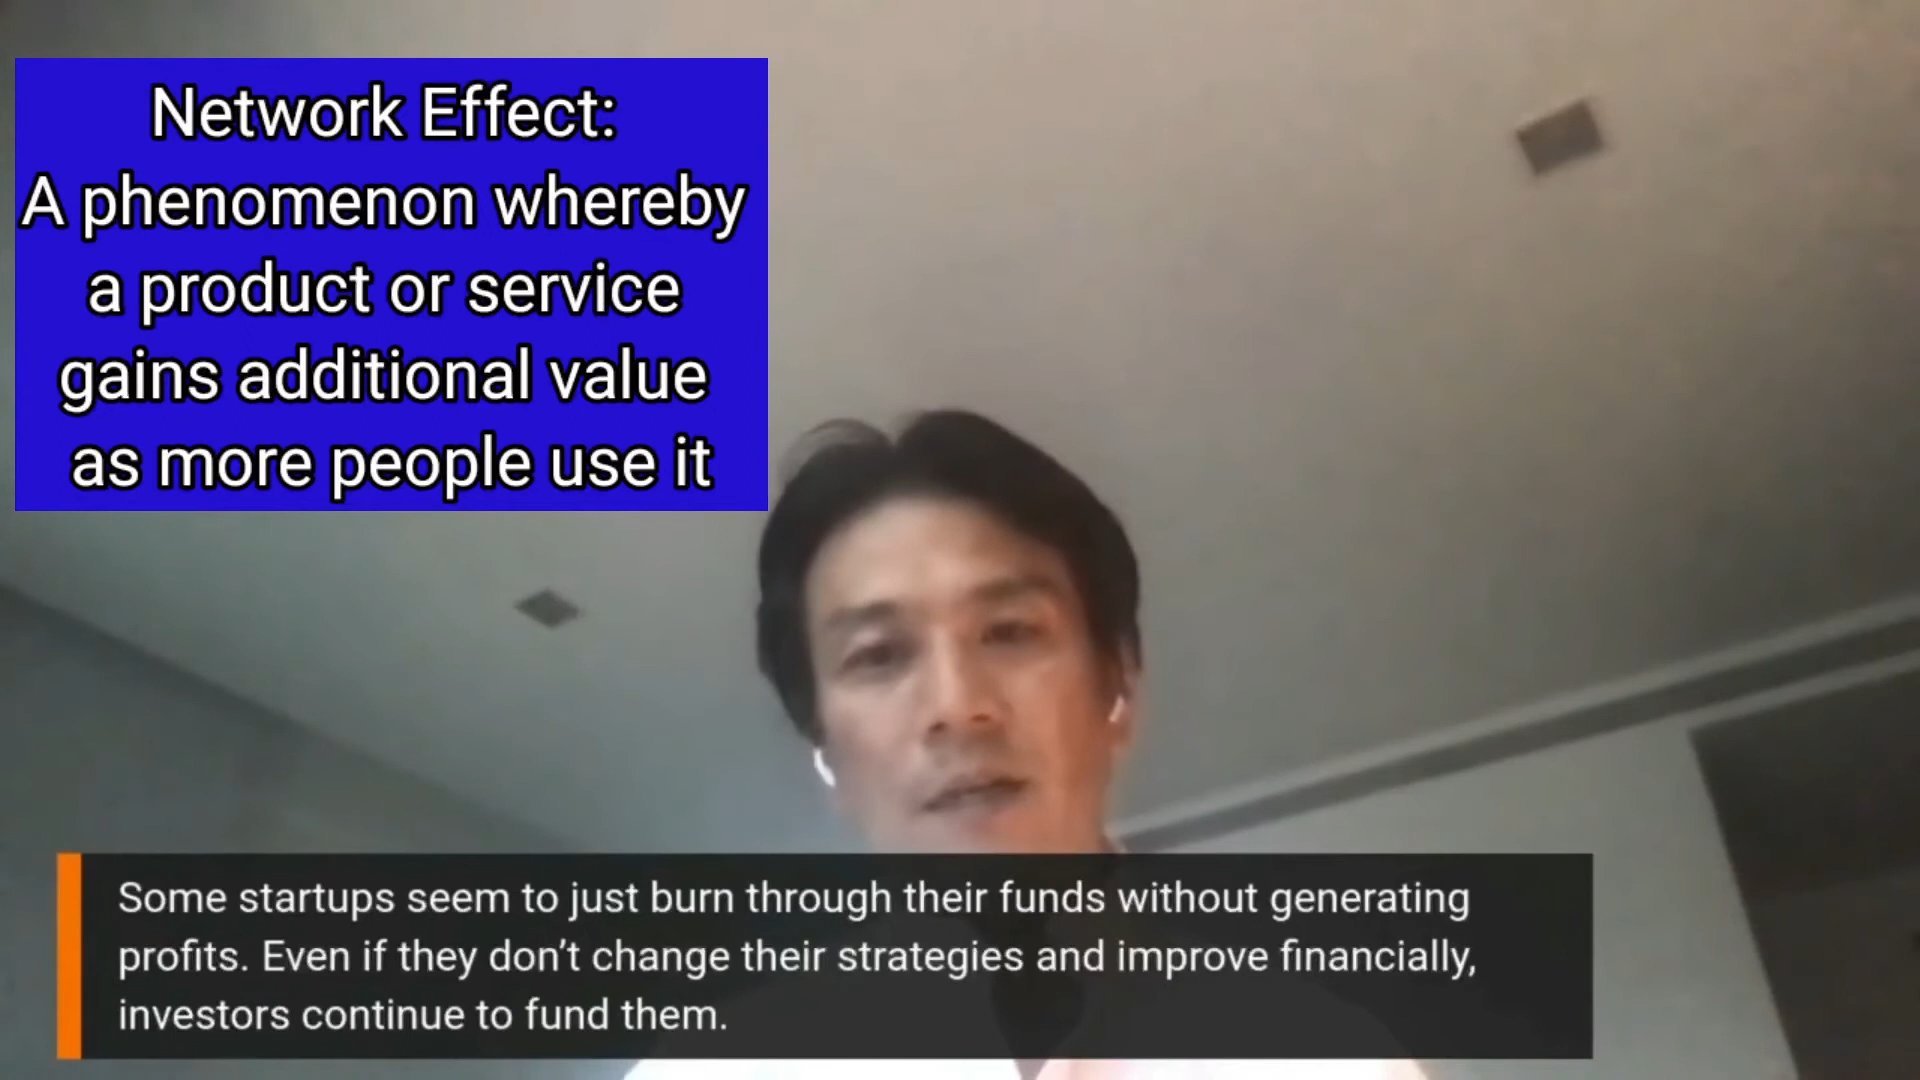 Network Effect:
A phenomenon whereby
a product or service
gains additional value
as more people use it
Some startups seem to just burn through their funds without generating
profits. Even if they don’t change their strategies and improve financially,
investors continue to fund them.